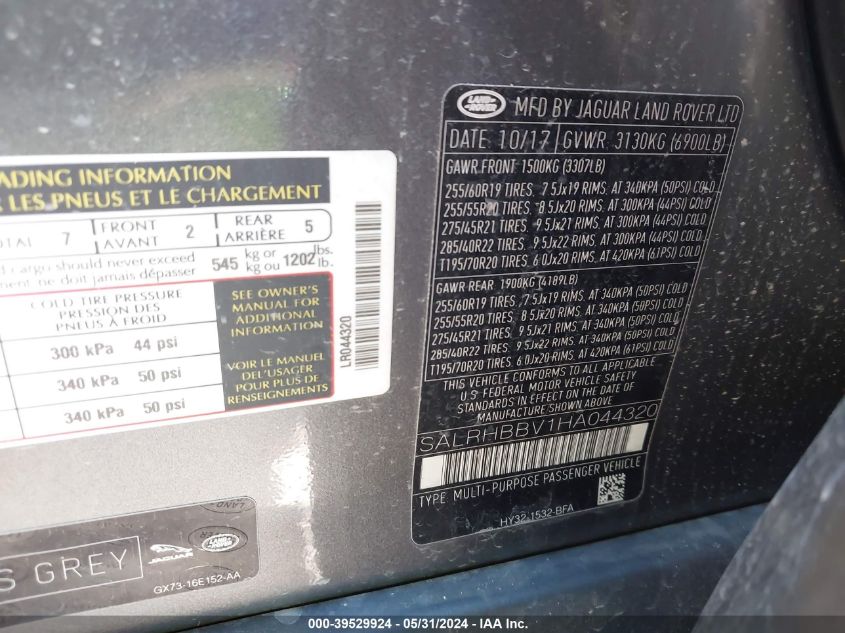 LAND
ROVER
MFD BY JAGUAR LAND ROVER LTD
DATE: 10/17 GVWR: 3130KG (6900LB)
GAWR FRONT 1500KG (3307LB)
255/60R19 TIRES, 7.5Jx19 RIMS, AT 340KPA (50PSI) COLD
255/55R20 TIRES, 8.5Jx20 RIMS, AT 300KPA (44PSI) COLD
275/45R21 TIRES, 9.5Jx21 RIMS, AT 300KPA (44PSI) COLD
285/40R22 TIRES, 9.5Jx22 RIMS, AT 300KPA (44PSI) COLD
T195/70R20 TIRES, 6.0Jx20 RIMS, AT 420KPA (61PSI) COLD
GAWR REAR 1900KG (4189LB)
255/60R19 TIRES, 7.5Jx19 RIMS, AT 340KPA (50PSI) COLD
255/55R20 TIRES, 8.5Jx20 RIMS, AT 340KPA (50PSI) COLD
275/45R21 TIRES, 9.5Jx21 RIMS, AT 340KPA (50PSI) COLD
285/40R22 TIRES, 9.5Jx22 RIMS, AT 340KPA (50PSI) COLD
T195/70R20 TIRES, 6.0Jx20 RIMS, AT 420KPA (61PSI) COLD
THIS VEHICLE CONFORMS TO ALL APPLICABLE
U.S. FEDERAL MOTOR VEHICLE SAFETY
STANDARDS IN EFFECT ON THE DATE OF
MANUFACTURE SHOWN ABOVE.
SALRHBBV1HA044320
TYPE: MULTI-PURPOSE PASSENGER VEHICLE
HY32-1532-BFA
ADING INFORMATION
R LES PNEUS ET LE CHARGEMENT
OTAL 7 FRONT AVANT 2 REAR ARRIÈRE 5
d cargo should never exceed
ment ne doit jamais dépasser
545 kg or kg ou 1202 lbs. lb.
COLD TIRE PRESSURE
PRESSION DES
PNEUS À FROID
300 kPa 44 psi
340 kPa 50 psi
340 kPa 50 psi
SEE OWNER'S
MANUAL FOR
ADDITIONAL
INFORMATION
VOIR LE MANUEL
DEL'USAGER
POUR PLUS DE
RENSEIGNEMENTS
LR044320
S GREY
JAGUAR
GX73-16E152-AA
000-39529924 - 05/31/2024 - IAA Inc.